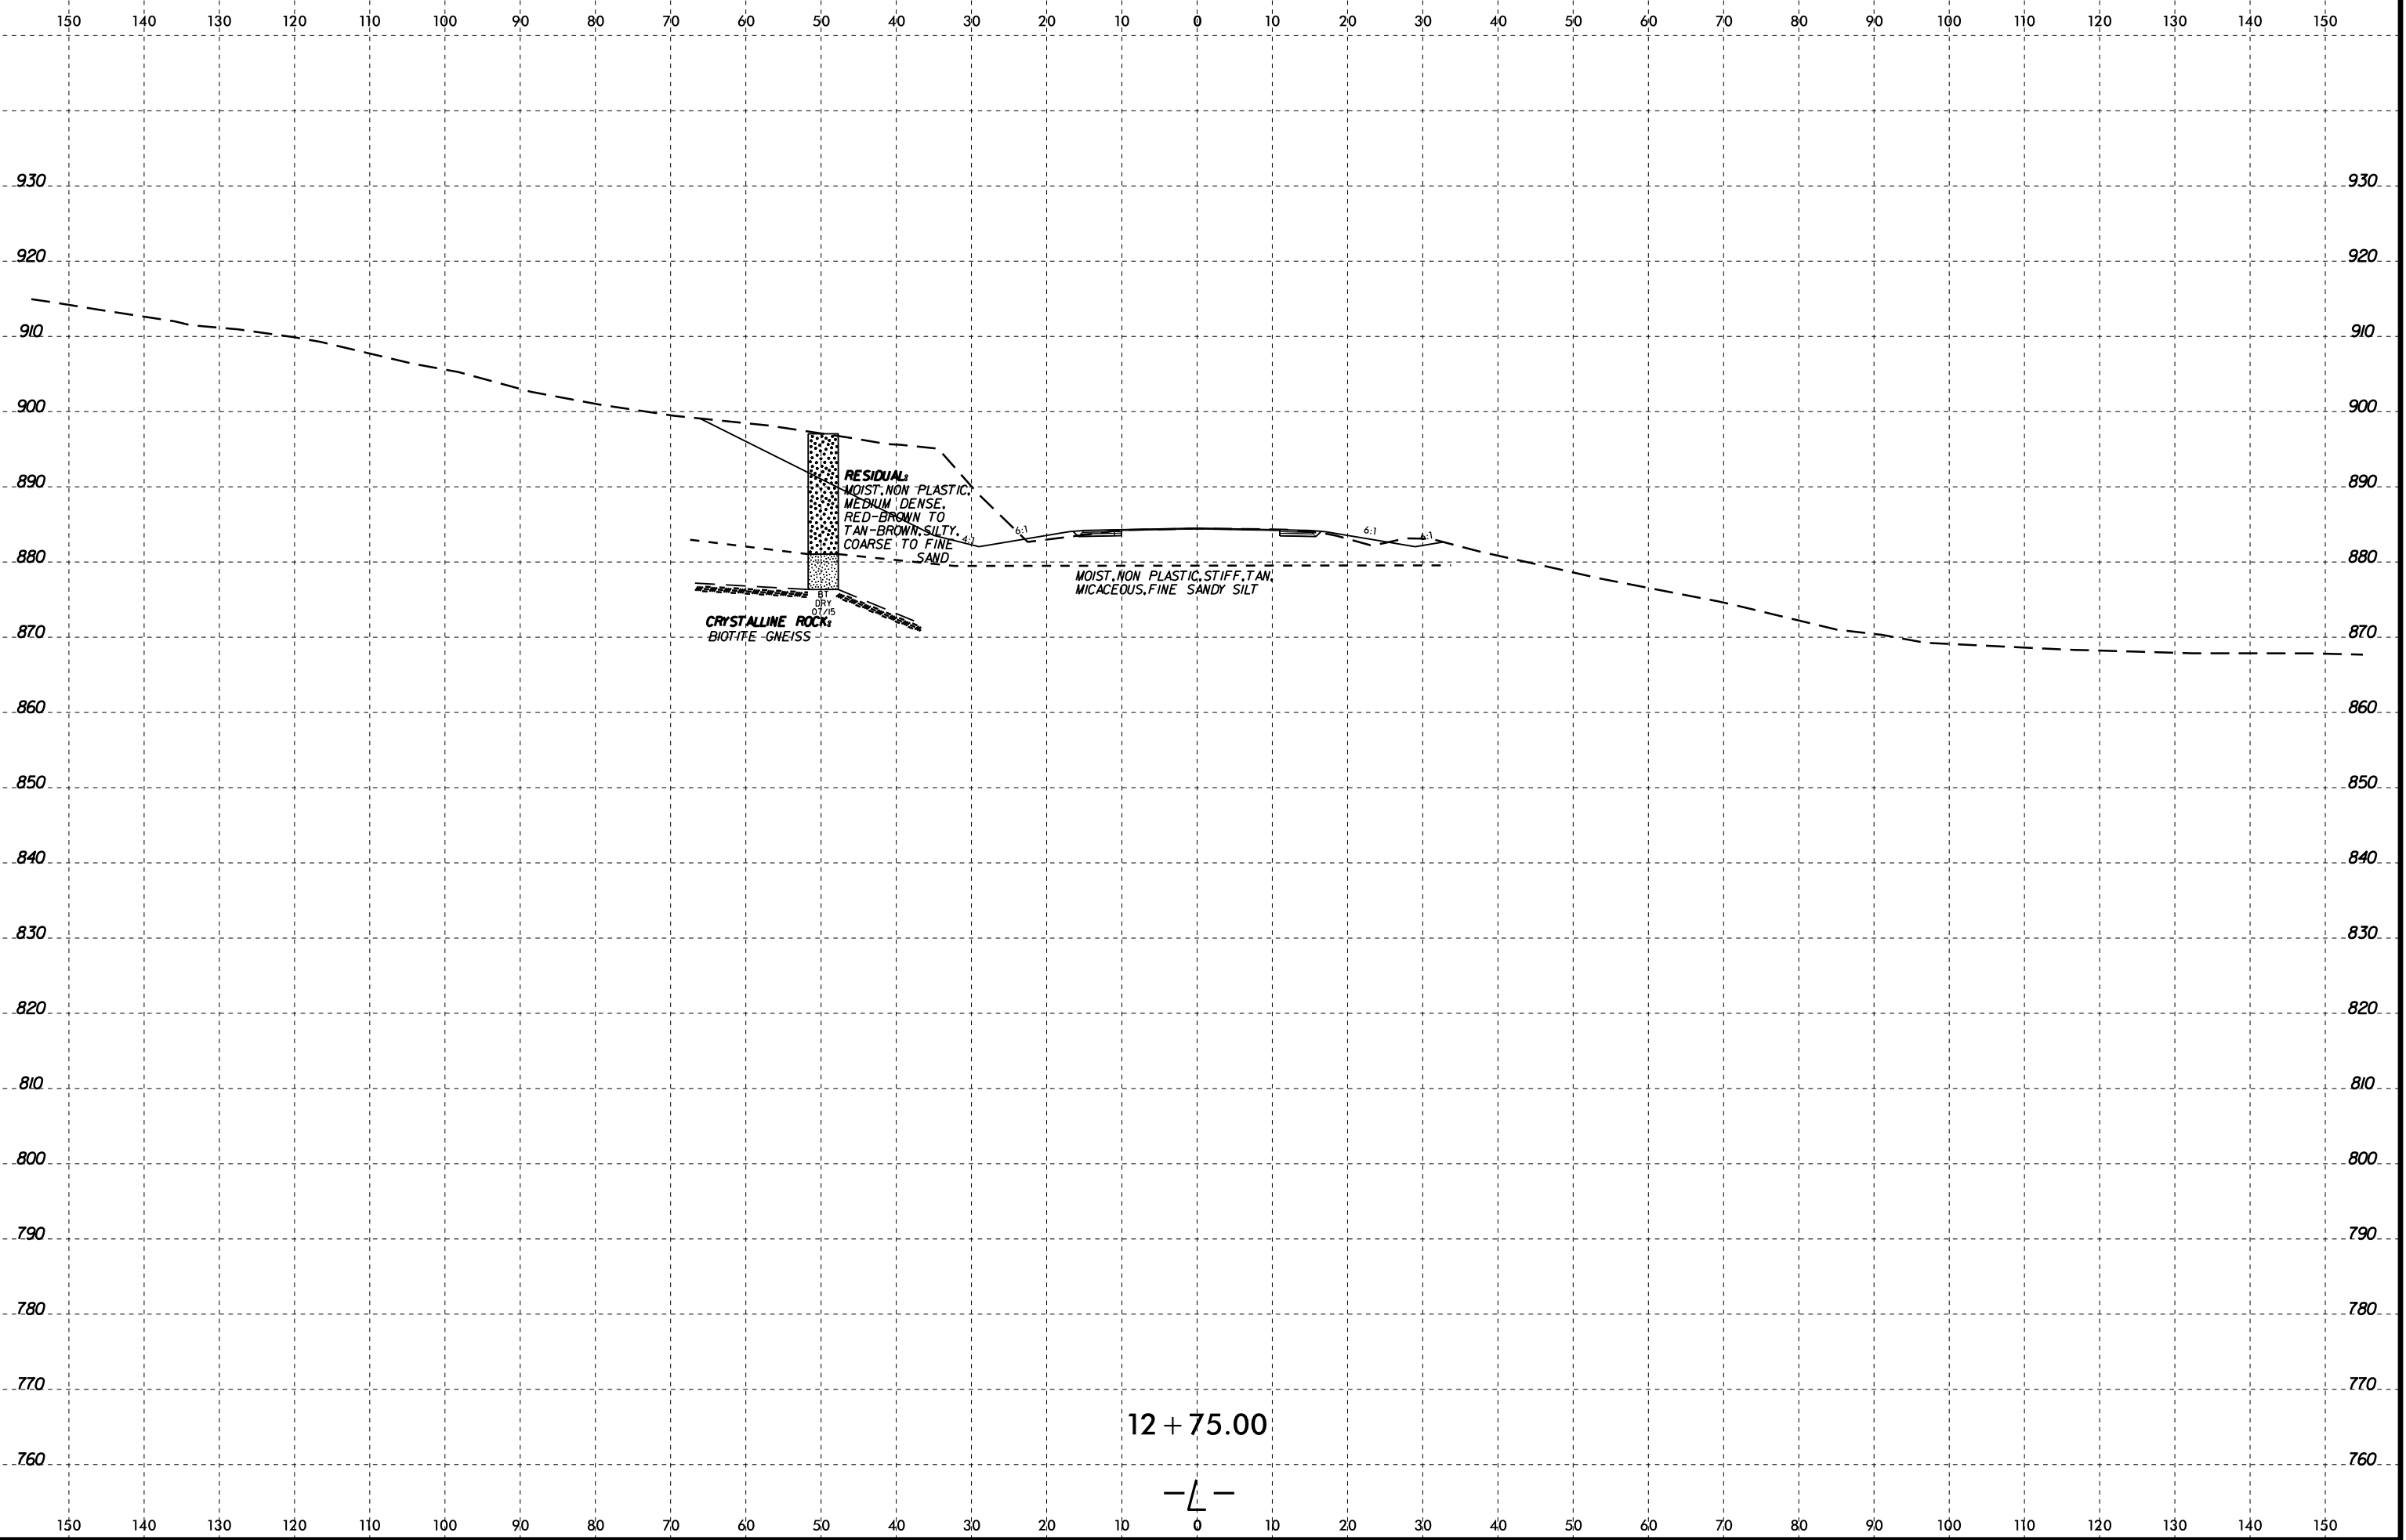 150 140 130 120 110 100 90 80 70 60 50 40 30 20 10 0 10 20 30 40 50 60 70 80 90 100 110 120 130 140 150
930 930
920 920
910 910
900 900
890 890
RESIDUAL:
MOIST, NON PLASTIC,
MEDIUM DENSE,
RED-BROWN TO
TAN-BROWN, SILTY,
COARSE TO FINE
SAND
4:1
6:1
6:1
6:1
880 880
MOIST, NON PLASTIC, STIFF, TAN,
MICACEOUS, FINE SANDY SILT
BT
DRY
07/15
CRYSTALLINE ROCK:
BIOTITE GNEISS
870 870
860 860
850 850
840 840
830 830
820 820
810 810
800 800
790 790
780 780
770 770
12+75.00
760 760
-L-
150 140 130 120 110 100 90 80 70 60 50 40 30 20 10 0 10 20 30 40 50 60 70 80 90 100 110 120 130 140 150